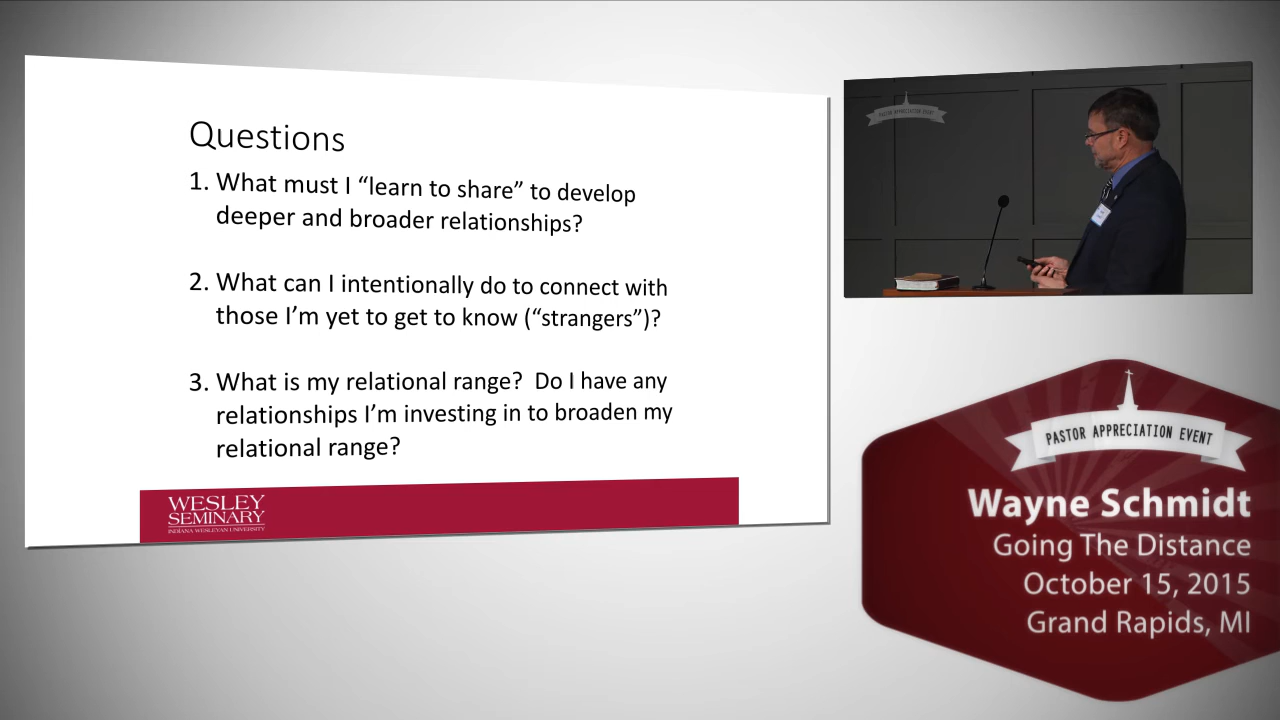 Questions
1. What must I “learn to share” to develop
deeper and broader relationships?
2. What can I intentionally do to connect with
those I’m yet to get to know (“strangers”)?
3. What is my relational range?  Do I have any
relationships I’m investing in to broaden my
relational range?
WESLEY
SEMINARY
INDIANA WESLEYAN UNIVERSITY
PASTOR APPRECIATION EVENT
PASTOR APPRECIATION EVENT
Wayne Schmidt
Going The Distance
October 15, 2015
Grand Rapids, MI